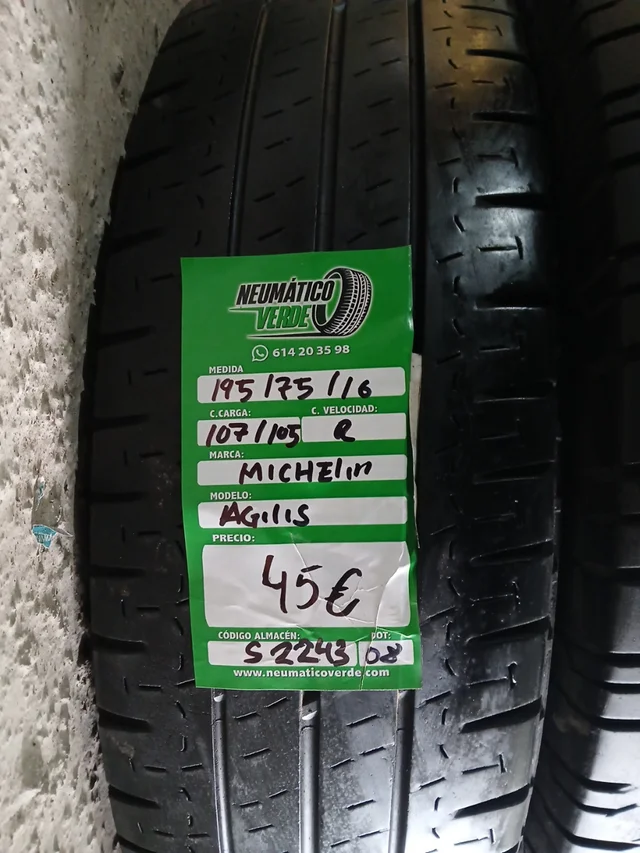 NEUMÁTICO
VERDE
614 20 35 98
MEDIDA
195/75/16
C.CARGA: C. VELOCIDAD:
107/105 R
MARCA:
MICHElin
MODELO:
AGilis
PRECIO:
45€
CÓDIGO ALMACÉN: DOT:
S 2243 08
www.neumaticoverde.com